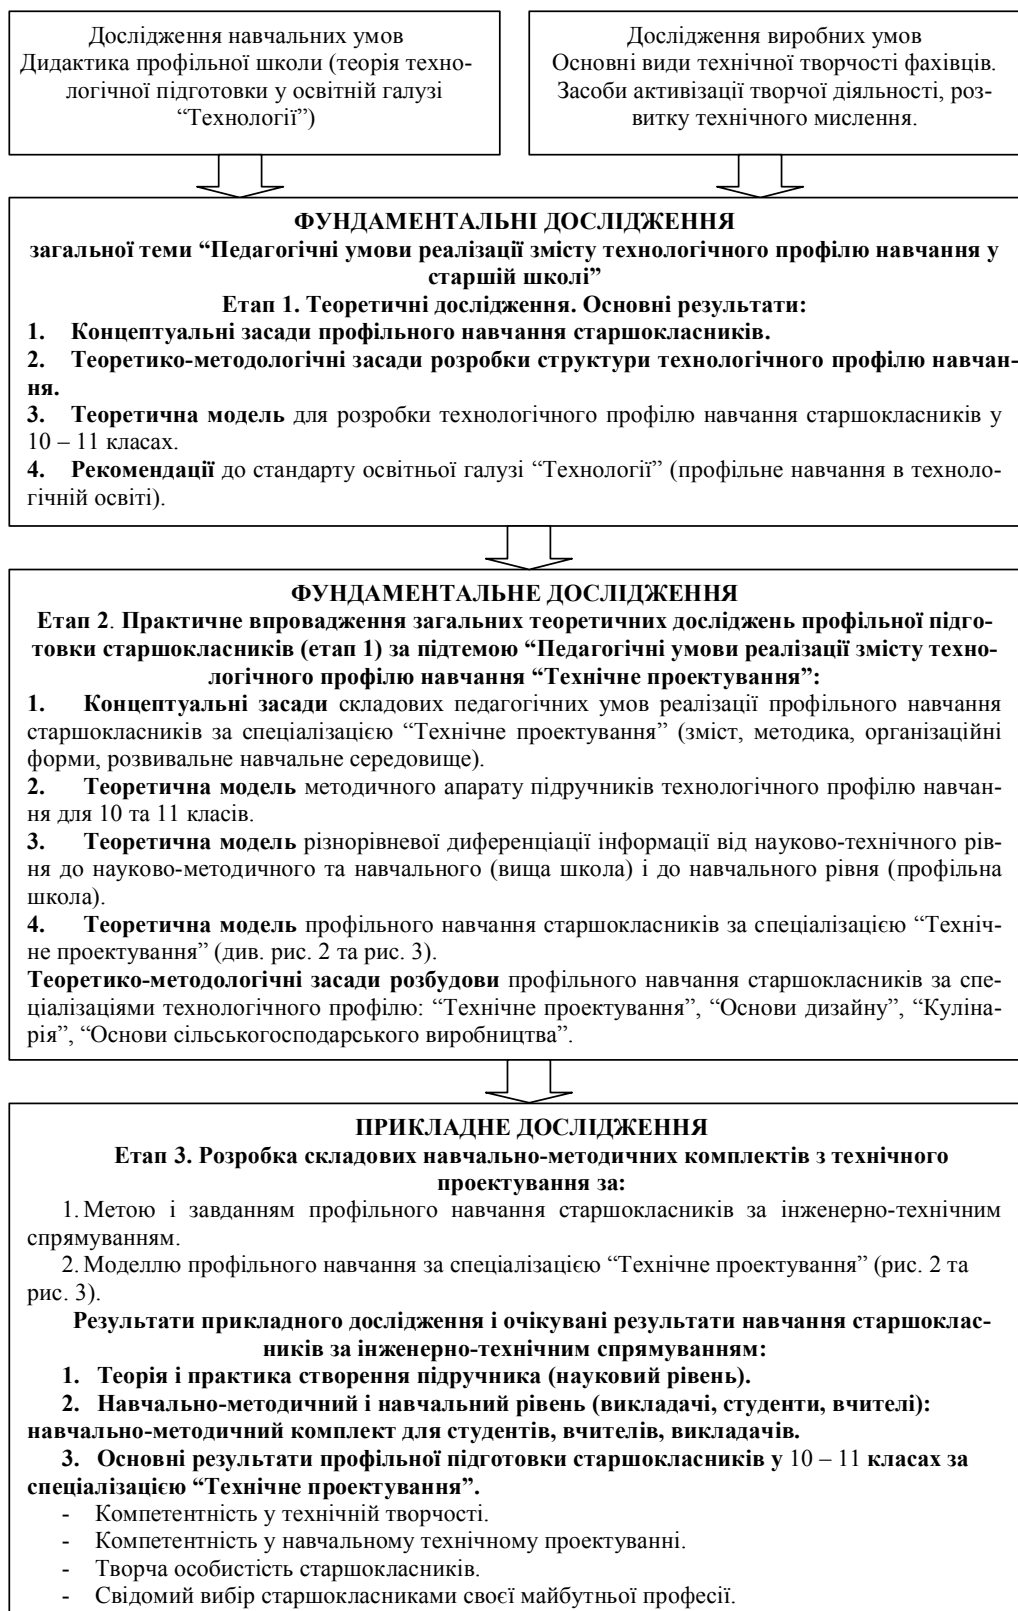 Дослідження навчальних умов
Дидактика профільної школи (теорія техно-
логічної підготовки у освітній галузі
“Технології”)
Дослідження виробних умов
Основні види технічної творчості фахівців.
Засоби активізації творчої діяльності, роз-
витку технічного мислення.
ФУНДАМЕНТАЛЬНІ ДОСЛІДЖЕННЯ
загальної теми “Педагогічні умови реалізації змісту технологічного профілю навчання у
старшій школі”
Етап 1. Теоретичні дослідження. Основні результати:
1. Концептуальні засади профільного навчання старшокласників.
2. Теоретико-методологічні засади розробки структури технологічного профілю навчан-
ня.
3. Теоретична модель для розробки технологічного профілю навчання старшокласників у
10 – 11 класах.
4. Рекомендації до стандарту освітньої галузі “Технології” (профільне навчання в техноло-
гічній освіті).
ФУНДАМЕНТАЛЬНЕ ДОСЛІДЖЕННЯ
Етап 2. Практичне впровадження загальних теоретичних досліджень профільної підго-
товки старшокласників (етап 1) за підтемою “Педагогічні умови реалізації змісту техно-
логічного профілю навчання “Технічне проектування”:
1. Концептуальні засади складових педагогічних умов реалізації профільного навчання
старшокласників за спеціалізацією “Технічне проектування” (зміст, методика, організаційні
форми, розвивальне навчальне середовище).
2. Теоретична модель методичного апарату підручників технологічного профілю навчан-
ня для 10 та 11 класів.
3. Теоретична модель різнорівневої диференціації інформації від науково-технічного рів-
ня до науково-методичного та навчального (вища школа) і до навчального рівня (профільна
школа).
4. Теоретична модель профільного навчання старшокласників за спеціалізацією “Техніч-
не проектування” (див. рис. 2 та рис. 3).
Теоретико-методологічні засади розбудови профільного навчання старшокласників за спе-
ціалізаціями технологічного профілю: “Технічне проектування”, “Основи дизайну”, “Куліна-
рія”, “Основи сільськогосподарського виробництва”.
ПРИКЛАДНЕ ДОСЛІДЖЕННЯ
Етап 3. Розробка складових навчально-методичних комплектів з технічного
проектування за:
1. Метою і завданням профільного навчання старшокласників за інженерно-технічним
спрямуванням.
2. Моделлю профільного навчання за спеціалізацією “Технічне проектування” (рис. 2 та
рис. 3).
Результати прикладного дослідження і очікувані результати навчання старшоклас-
ників за інженерно-технічним спрямуванням:
1. Теорія і практика створення підручника (науковий рівень).
2. Навчально-методичний і навчальний рівень (викладачі, студенти, вчителі):
навчально-методичний комплект для студентів, вчителів, викладачів.
3. Основні результати профільної підготовки старшокласників у 10 – 11 класах за
спеціалізацією “Технічне проектування”.
- Компетентність у технічній творчості.
- Компетентність у навчальному технічному проектуванні.
- Творча особистість старшокласників.
- Свідомий вибір старшокласниками своєї майбутньої професії.